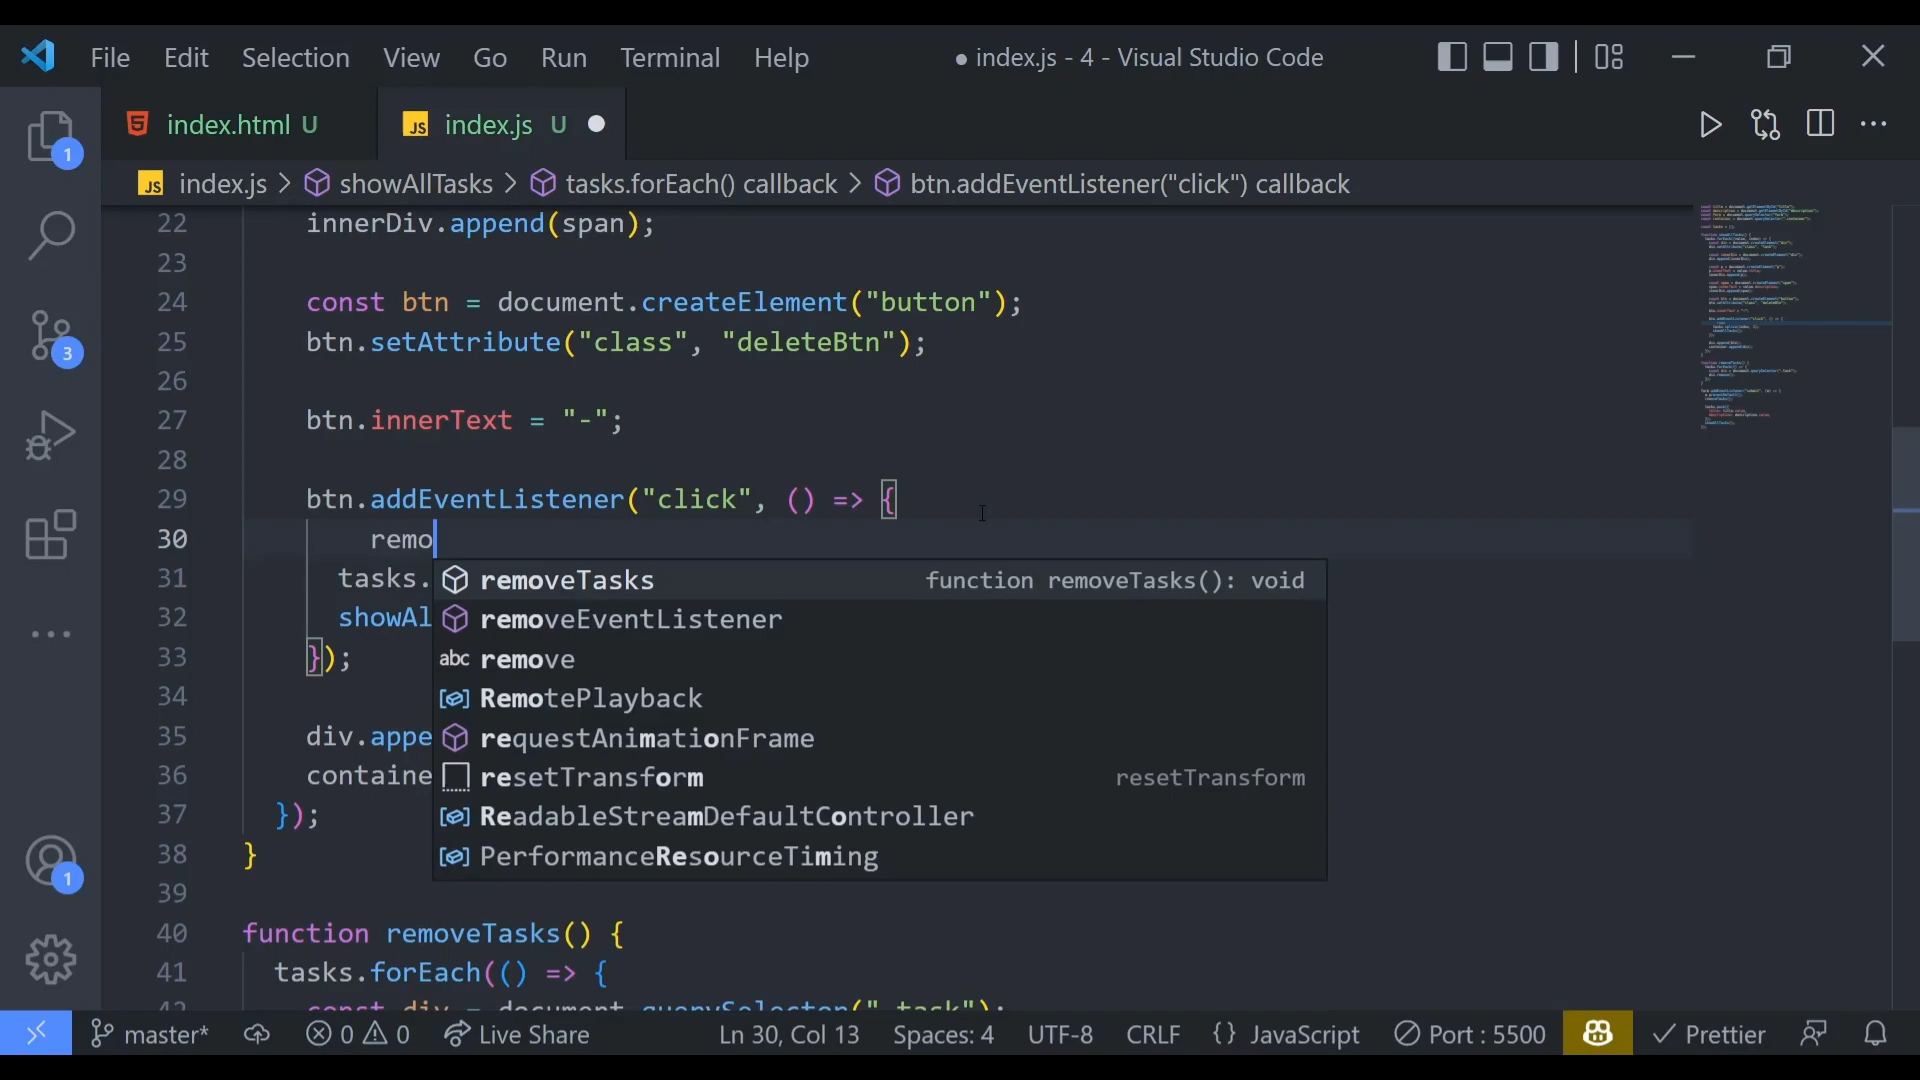 File Edit Selection View Go Run Terminal Help ● index.js - 4 - Visual Studio Code
index.html U JS index.js U
JS index.js > showAllTasks > tasks.forEach() callback > btn.addEventListener("click") callback
22 innerDiv.append(span);
23
24 const btn = document.createElement("button");
25 btn.setAttribute("class", "deleteBtn");
26
27 btn.innerText = "-";
28
29 btn.addEventListener("click", () => {
30 remo
31 tasks.
32 showAl
33 });
34
35 div.appe
36 containe
37 });
38 }
39
40 function removeTasks() {
41 tasks.forEach(() => {
removeTasks function removeTasks(): void
removeEventListener
abc remove
RemotePlayback
requestAnimationFrame
resetTransform resetTransform
ReadableStreamDefaultController
PerformanceResourceTiming
1
3
1
master* 0 0 Live Share Ln 30, Col 13 Spaces: 4 UTF-8 CRLF {} JavaScript Port : 5500 Prettier